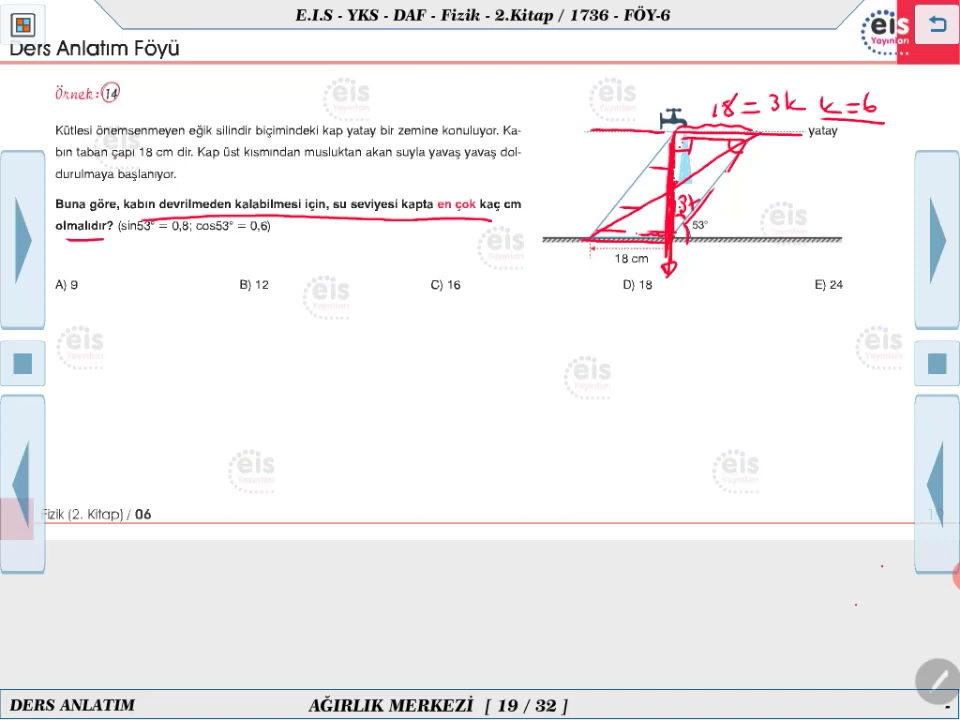 E.I.S - YKS - DAF - Fizik - 2.Kitap / 1736 - FÖY-6
eis
Yayınları
Ders Anlatım Föyü
Örnek: 14
18 = 3k k = 6
Kütlesi önemsenmeyen eğik silindir biçimindeki kap yatay bir zemine konuluyor. Ka-
bın taban çapı 18 cm dir. Kap üst kısmından musluktan akan suyla yavaş yavaş dol-
durulmaya başlanıyor.
yatay
Buna göre, kabın devrilmeden kalabilmesi için, su seviyesi kapta en çok kaç cm
olmalıdır? (sin53° = 0,8; cos53° = 0,6)
53°
18 cm
A) 9 B) 12 C) 16 D) 18 E) 24
Fizik (2. Kitap) / 06
DERS ANLATIM
AĞIRLIK MERKEZİ [ 19 / 32 ]